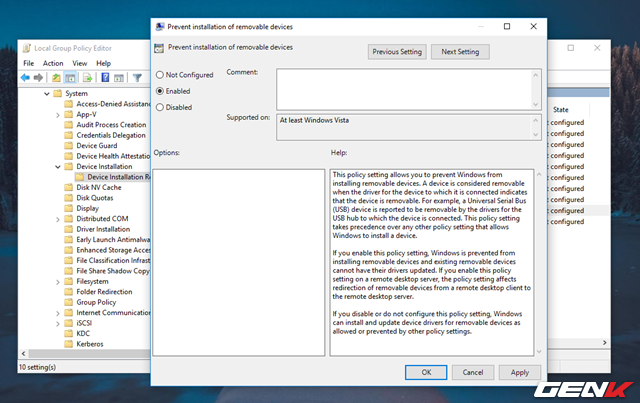 Local Group Policy Editor
File Action View Help
System
Access-Denied Assistanc
App-V
Audit Process Creation
Credentials Delegation
Device Guard
Device Health Attestatio
Device Installation
Device Installation Re
Disk NV Cache
Disk Quotas
Display
Distributed COM
Driver Installation
Early Launch Antimalwa
Enhanced Storage Acces
File Classification Infrast
File Share Shadow Copy
Filesystem
Folder Redirection
Group Policy
Internet Communication
iSCSI
KDC
Kerberos
10 setting(s)
Prevent installation of removable devices
Prevent installation of removable devices
Previous Setting
Next Setting
Not Configured
Enabled
Disabled
Comment:
Supported on:
At least Windows Vista
Options:
Help:
This policy setting allows you to prevent Windows from
installing removable devices. A device is considered removable
when the driver for the device to which it is connected indicates
that the device is removable. For example, a Universal Serial Bus
(USB) device is reported to be removable by the drivers for the
USB hub to which the device is connected. This policy setting
takes precedence over any other policy setting that allows
Windows to install a device.
If you enable this policy setting, Windows is prevented from
installing removable devices and existing removable devices
cannot have their drivers updated. If you enable this policy
setting on a remote desktop server, the policy setting affects
redirection of removable devices from a remote desktop client to
the remote desktop server.
If you disable or do not configure this policy setting, Windows
can install and update device drivers for removable devices as
allowed or prevented by other policy settings.
OK
Cancel
Apply
State
t configured
t configured
t configured
t configured
t configured
t configured
t configured
t configured
t configured
t configured
GENK